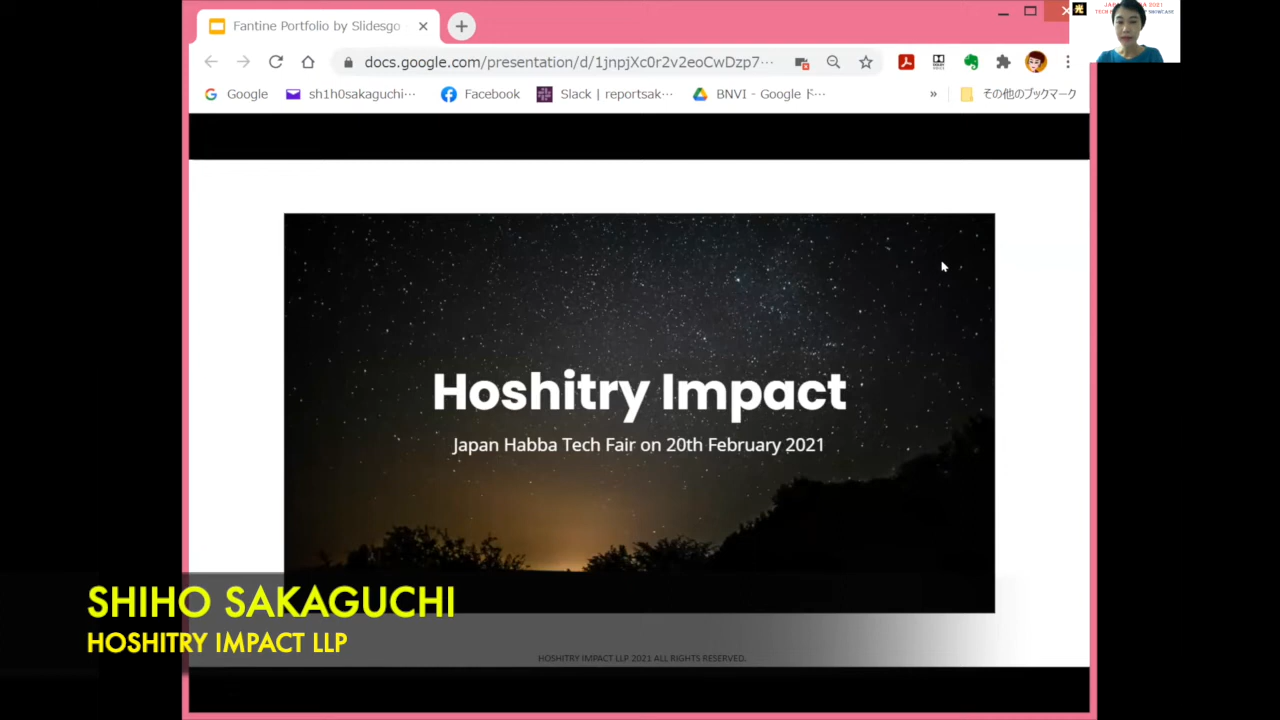 Fantine Portfolio by Slidesgo
docs.google.com/presentation/d/1jnpjXc0r2v2eoCwDzp7···
Google
sh1h0sakaguchi···
Facebook
Slack | reportsak···
BNVI - Google ド···
»
その他のブックマーク
光
Hoshitry Impact
Japan Habba Tech Fair on 20th February 2021
SHIHO SAKAGUCHI
HOSHITRY IMPACT LLP
HOSHITRY IMPACT LLP 2021 ALL RIGHTS RESERVED.